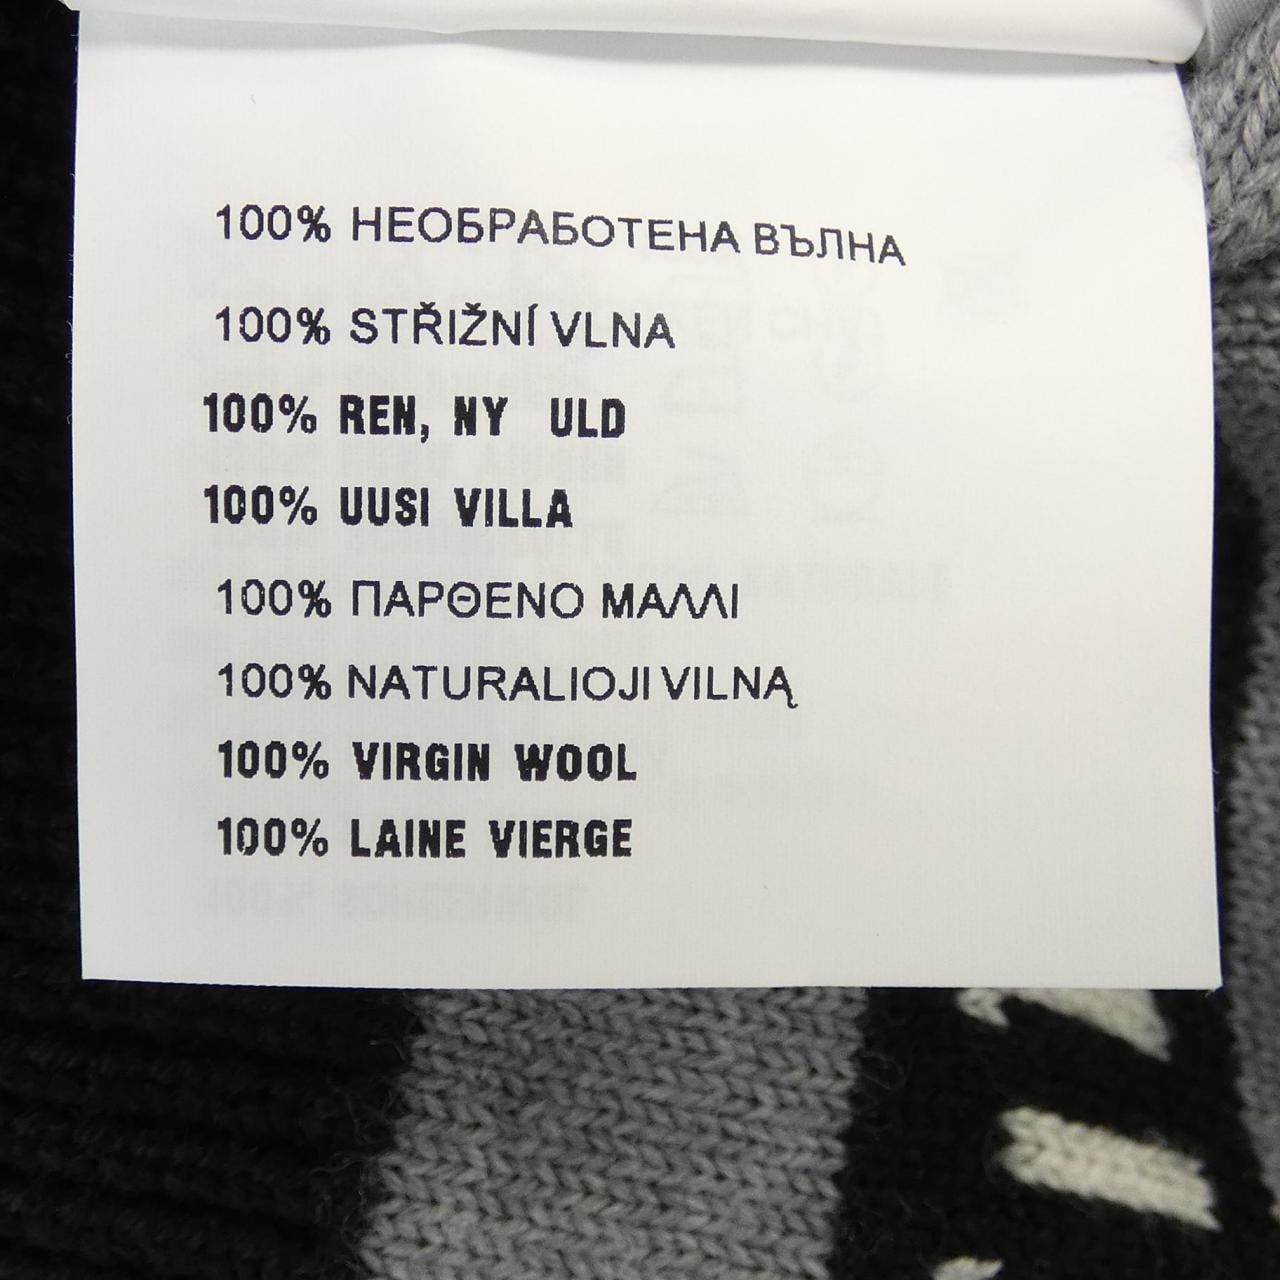 100% НЕОБРАБОТЕНА ВЪЛНА
100% STŘIŽNÍ VLNA
100% REN, NY ULD
100% UUSI VILLA
100% ΠΑΡΘΕΝΟ ΜΑΛΛΙ
100% NATURALIOJI VILNĄ
100% VIRGIN WOOL
100% LAINE VIERGE